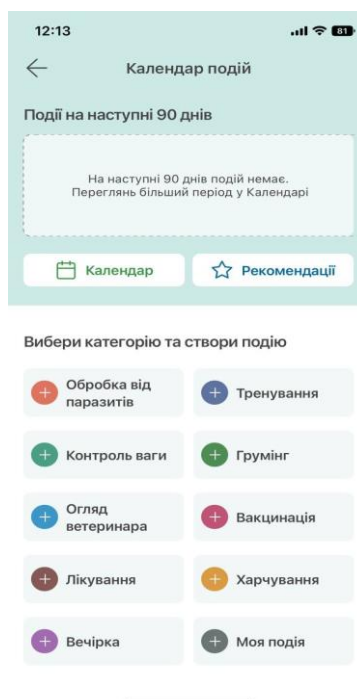 12:13
81
Календар подій
Події на наступні 90 днів
На наступні 90 днів подій немає.
Переглянь більший період у Календарі
Календар
Рекомендації
Вибери категорію та створи подію
Обробка від
паразитів
Тренування
Контроль ваги
Грумінг
Огляд
ветеринара
Вакцинація
Лікування
Харчування
Вечірка
Моя подія